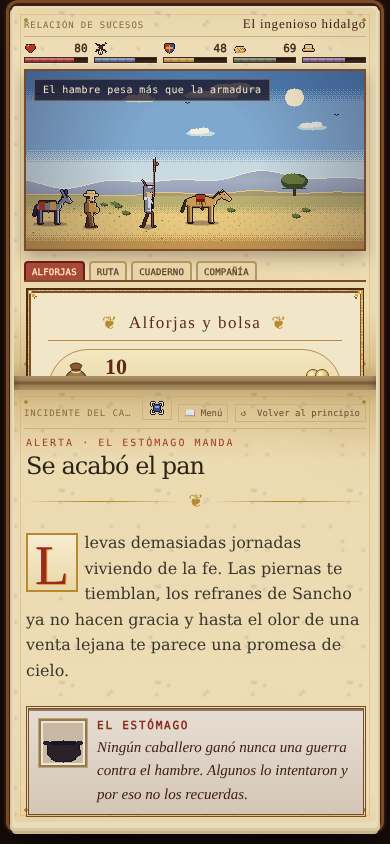 RELACIÓN DE SUCESOS
El ingenioso hidalgo
80 48 69
El hambre pesa más que la armadura
ALFORJAS RUTA CUADERNO COMPAÑÍA
Alforjas y bolsa
10
INCIDENTE DEL CA…
📖 Menú
↺ Volver al principio
ALERTA · EL ESTÓMAGO MANDA
Se acabó el pan
Llevas demasiadas jornadas
viviendo de la fe. Las piernas te
tiemblan, los refranes de Sancho
ya no hacen gracia y hasta el olor de una
venta lejana te parece una promesa de
cielo.
EL ESTÓMAGO
Ningún caballero ganó nunca una guerra
contra el hambre. Algunos lo intentaron y
por eso no los recuerdas.